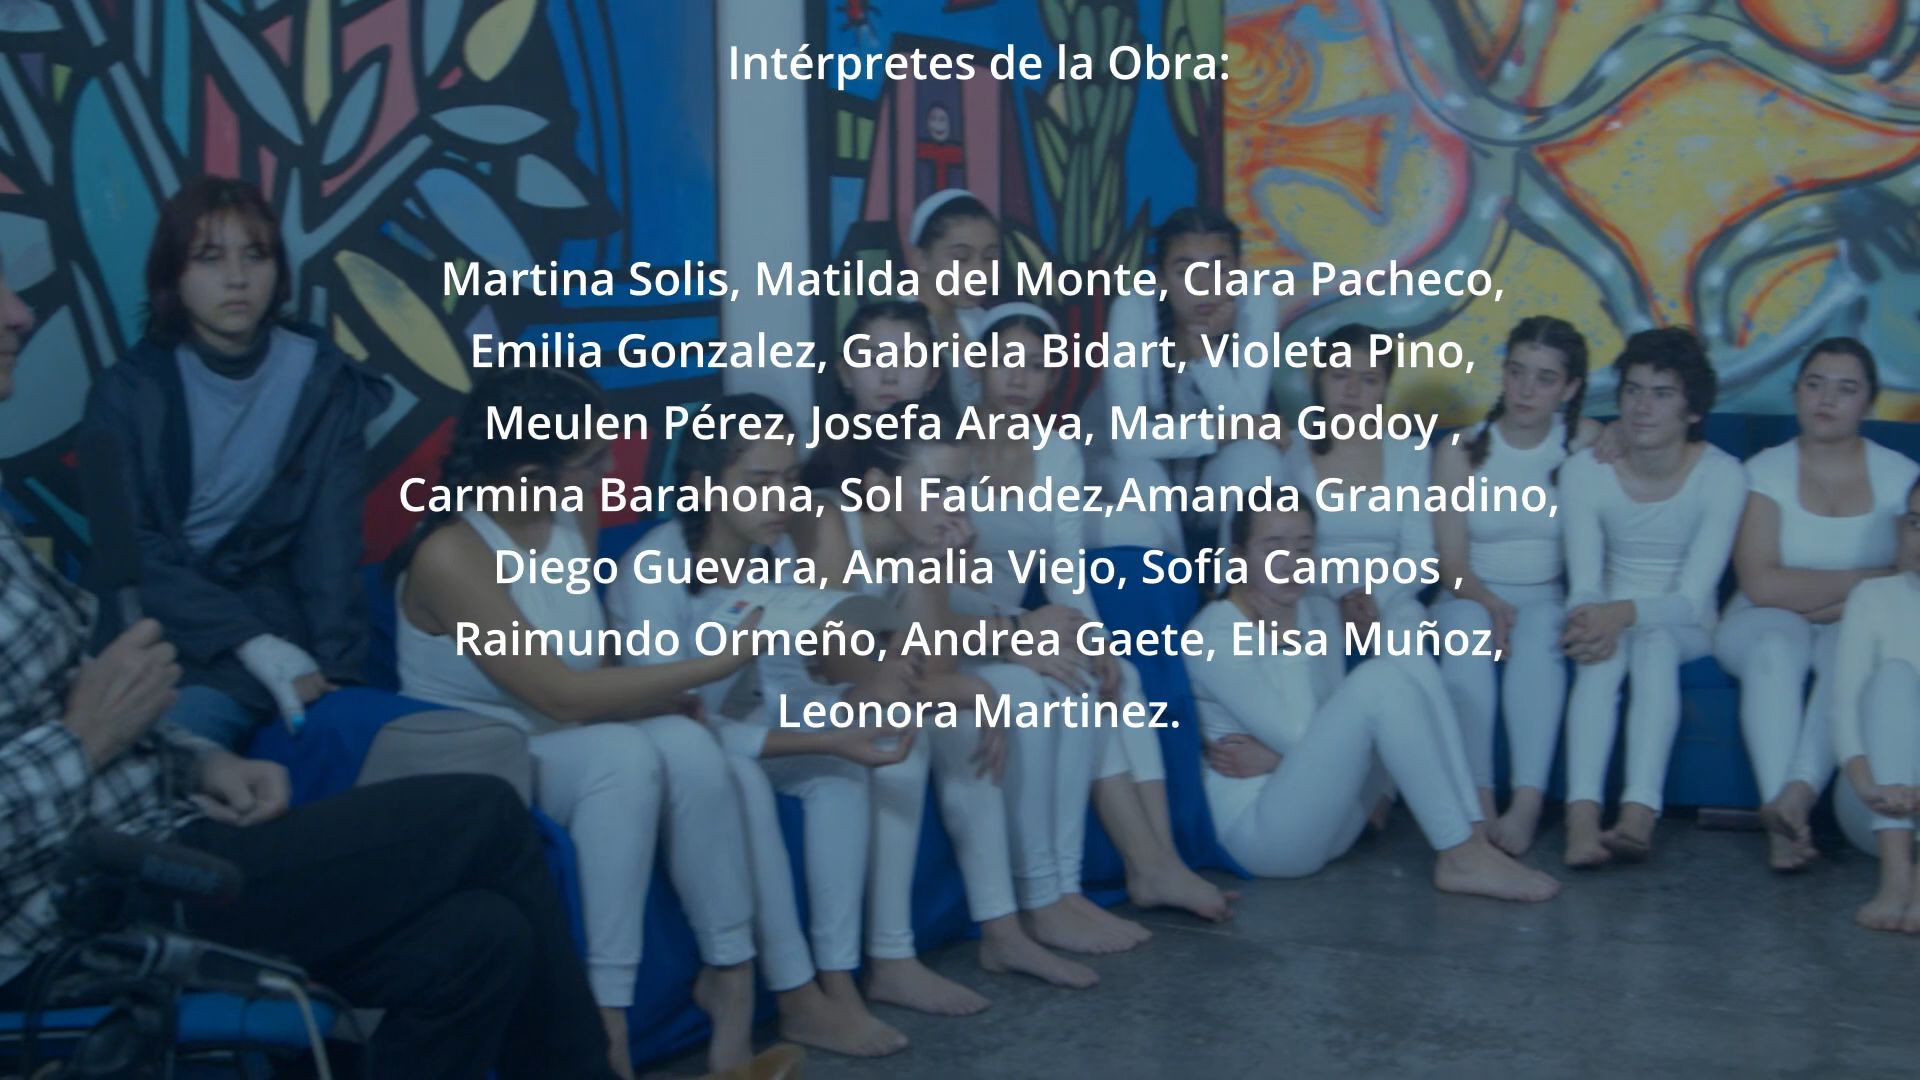 Intérpretes de la Obra:
Martina Solis, Matilda del Monte, Clara Pacheco,
Emilia Gonzalez, Gabriela Bidart, Violeta Pino,
Meulen Pérez, Josefa Araya, Martina Godoy ,
Carmina Barahona, Sol Faúndez,Amanda Granadino,
Diego Guevara, Amalia Viejo, Sofía Campos ,
Raimundo Ormeño, Andrea Gaete, Elisa Muñoz,
Leonora Martinez.